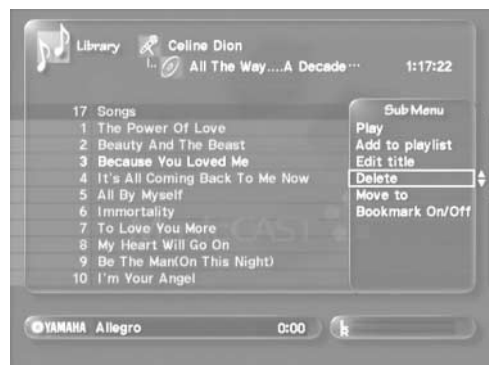 Library
Celine Dion
All The Way....A Decade...
1:17:22
17 Songs
1 The Power Of Love
2 Beauty And The Beast
3 Because You Loved Me
4 It's All Coming Back To Me Now
5 All By Myself
6 Immortality
7 To Love You More
8 My Heart Will Go On
9 Be The Man(On This Night)
10 I'm Your Angel
Sub Menu
Play
Add to playlist
Edit title
Delete
Move to
Bookmark On/Off
CAST
YAMAHA Allegro 0:00
L
R